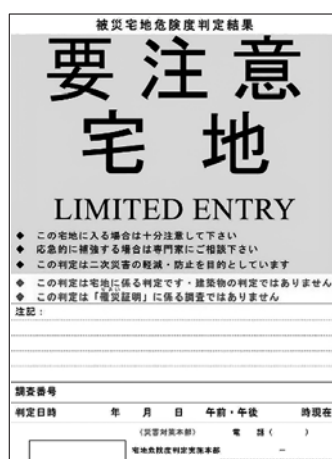 被災宅地危険度判定結果
要注意
宅地
LIMITED ENTRY
◆ この宅地に入る場合は十分注意して下さい
◆ 応急的に補強する場合は専門家にご相談下さい
◆ この判定は二次災害の軽減・防止を目的としています
◆ この判定は宅地に係る判定です・建築物の判定ではありません
◆ この判定は「罹災証明」に係る調査ではありません
注記：
調査番号
判定日時 年 月 日 午前・午後 時現在
(災害対策本部) 電 話 ( )
宅地危険度判定実施本部 －